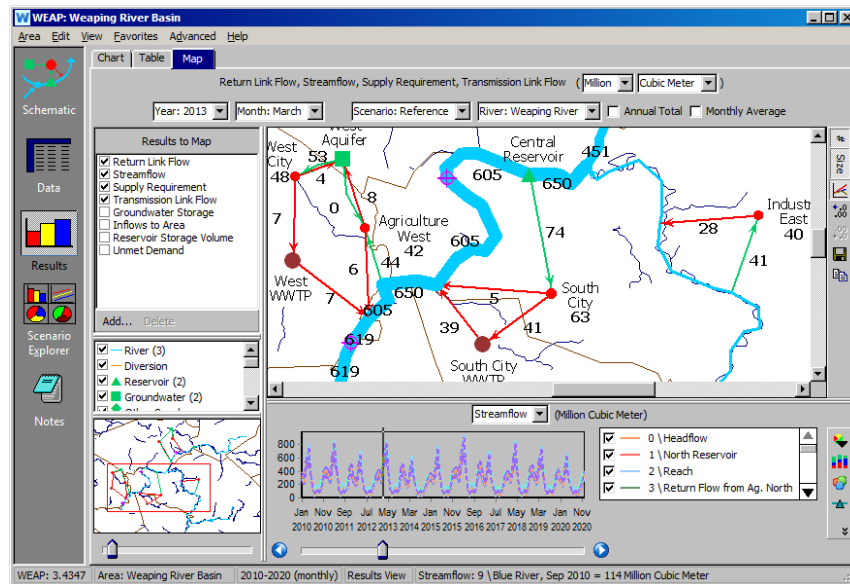 WEAP: Weaping River Basin
Area Edit View Favorites Advanced Help
Chart Table Map
Return Link Flow, Streamflow, Supply Requirement, Transmission Link Flow ( Million Cubic Meter )
Year: 2013 Month: March Scenario: Reference River: Weaping River Annual Total Monthly Average
Schematic
Data
Results
Scenario
Explorer
Notes
Results to Map
Return Link Flow
Streamflow
Supply Requirement
Transmission Link Flow
Groundwater Storage
Inflows to Area
Reservoir Storage Volume
Unmet Demand
Add... Delete
River (3)
Diversion
Reservoir (2)
Groundwater (2)
West
Aquifer
West
City
48
53
4
0
8
7
Agriculture
West
42
6
44
West
WWTP
7
605
650
619
619
605
605
Central
Reservoir
650
451
74
5
South
City
63
39
41
South City
WWTP
28
Industr
East
40
41
#
Size
+.0
.00
Streamflow (Million Cubic Meter)
800
600
400
200
0
Jan Nov Sep Jul May Mar Jan Nov Sep Jul May Mar Jan Nov
2010 2010 2011 2012 2013 2014 2015 2015 2016 2017 2018 2019 2020 2020
0 \ Headflow
1 \ North Reservoir
2 \ Reach
3 \ Return Flow from Ag. North
WEAP: 3.4347 Area: Weaping River Basin 2010-2020 (monthly) Results View Streamflow: 9 \ Blue River, Sep 2010 = 114 Million Cubic Meter